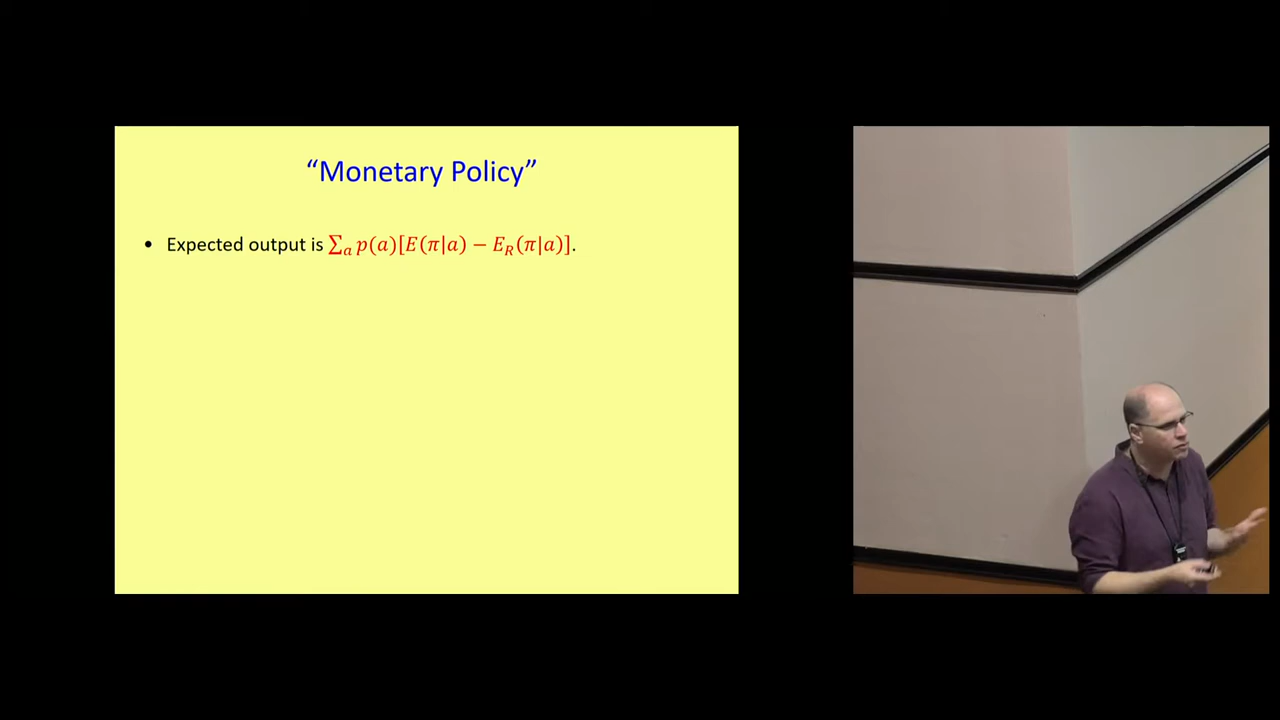 “Monetary Policy”
• Expected output is ∑ₐ p(a)[E(π|a) − E_R(π|a)].